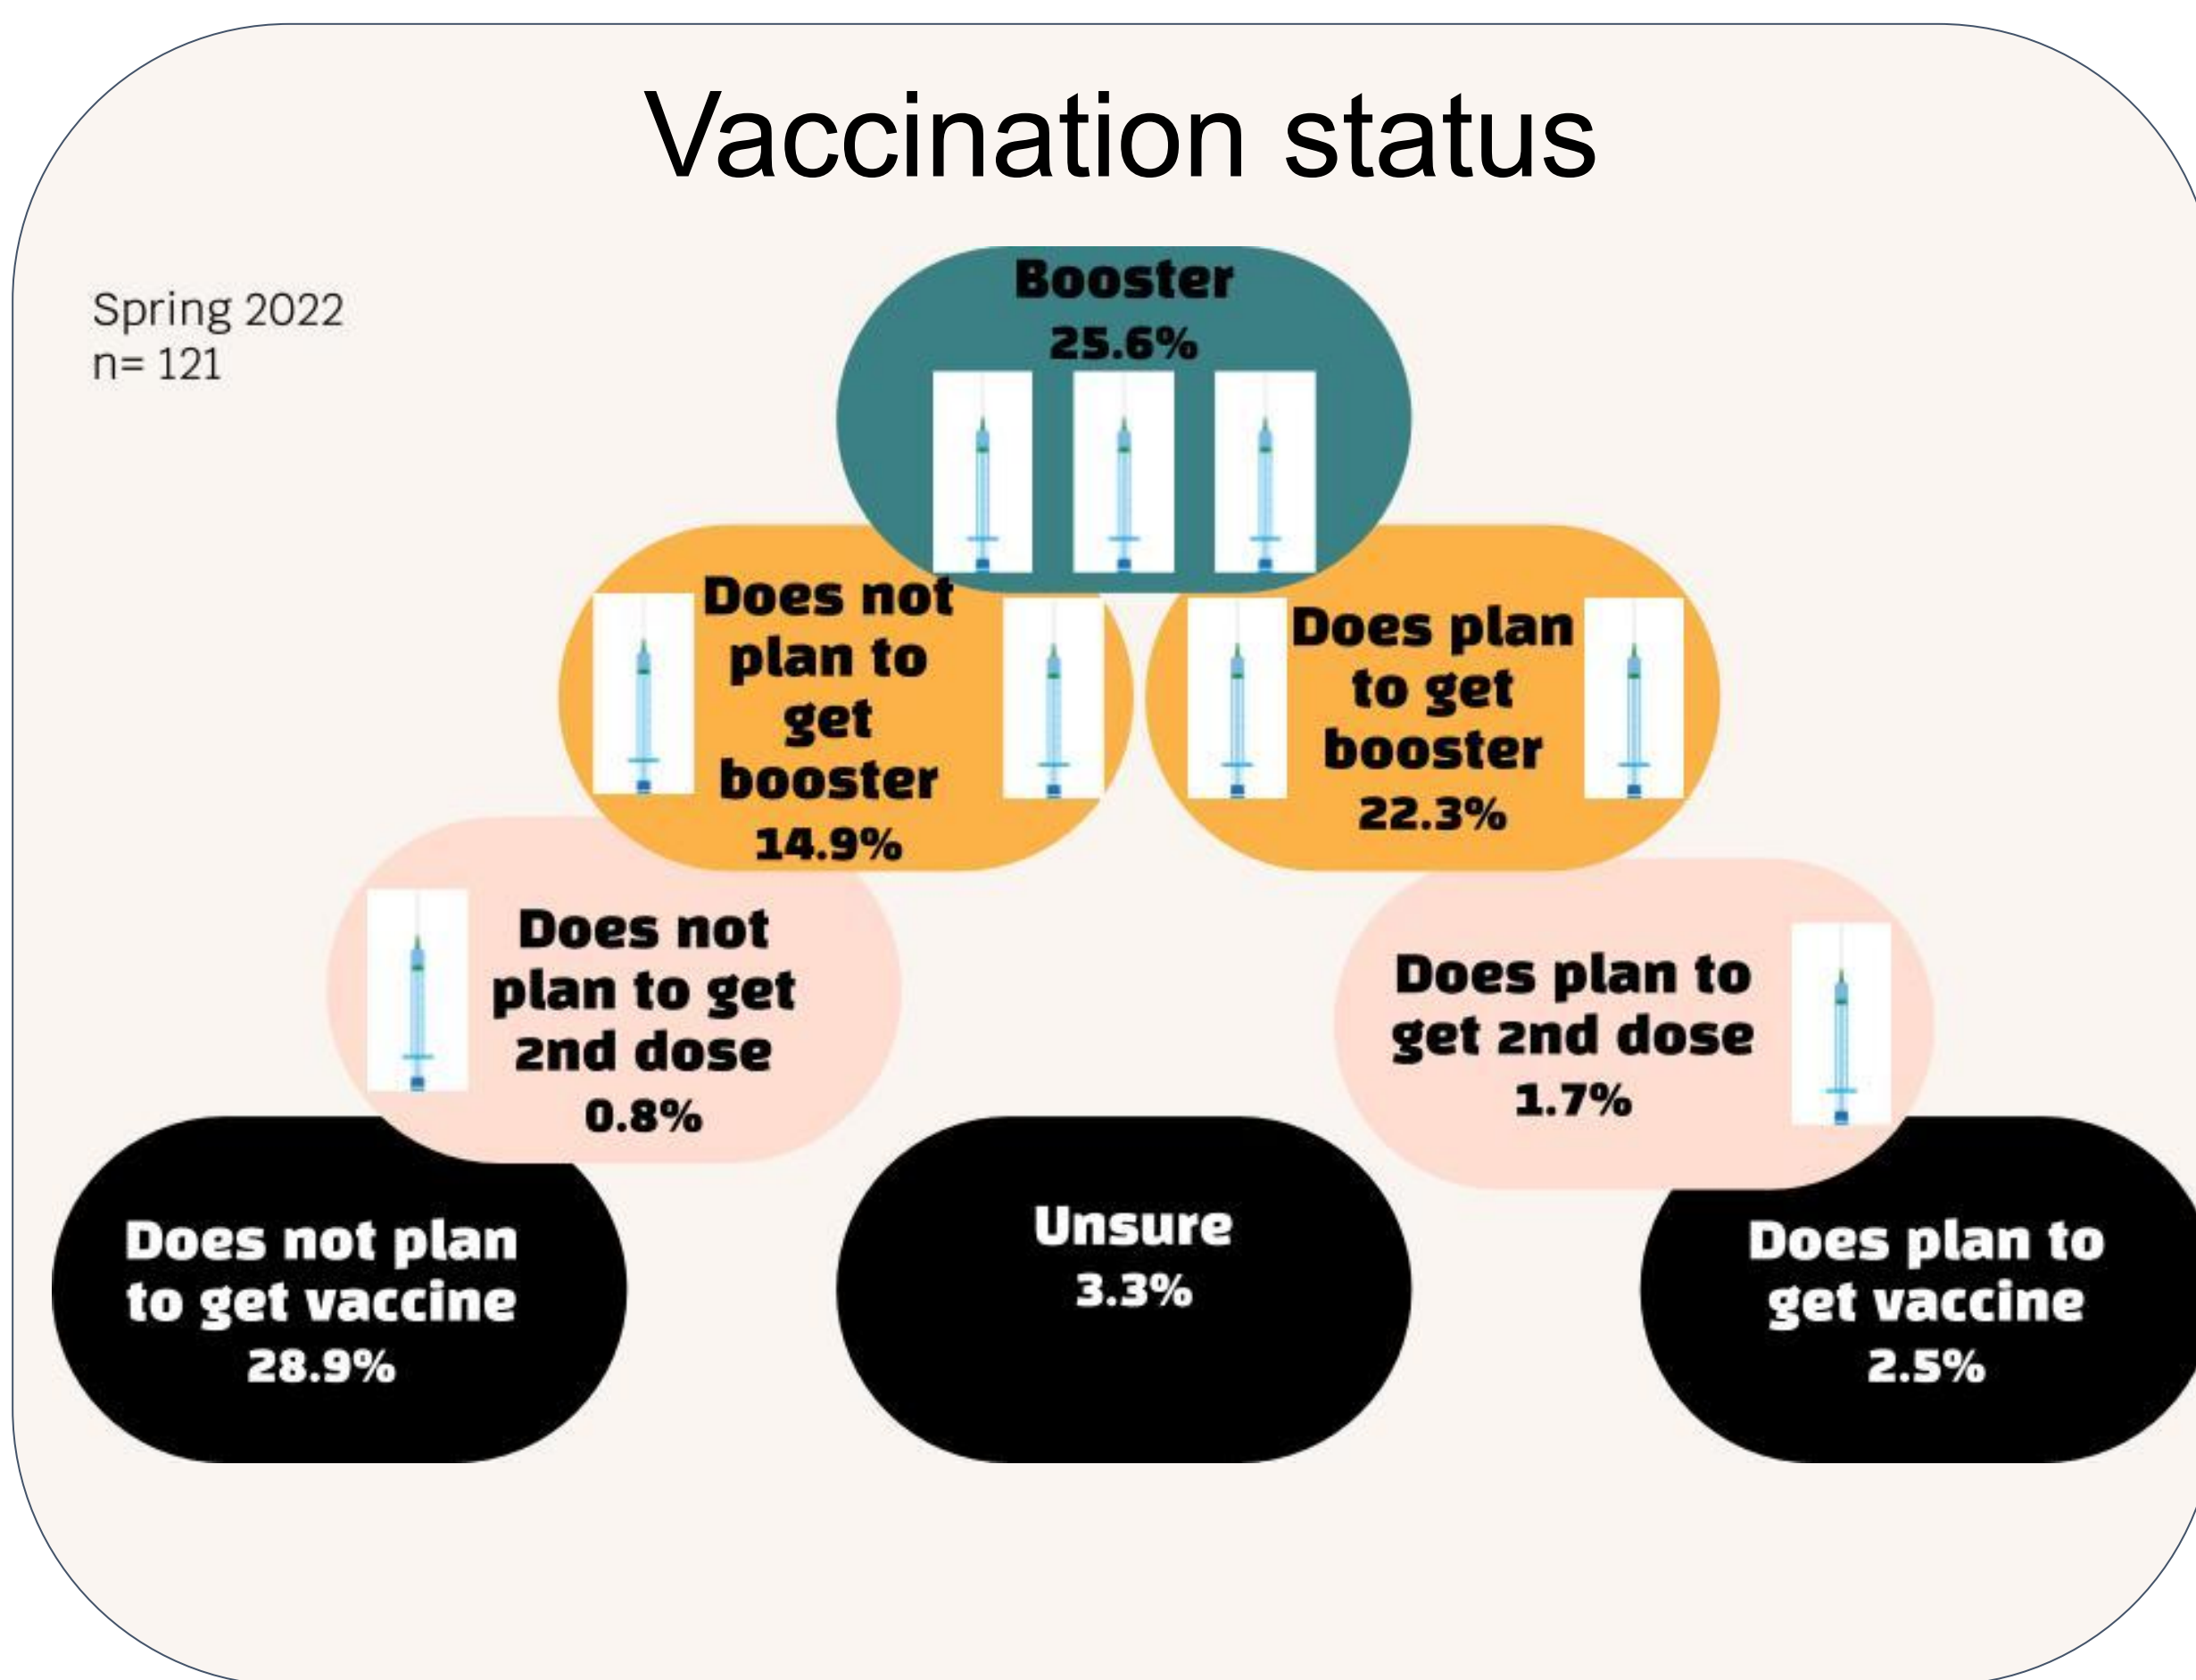 Vaccination status
Spring 2022
n= 121
Booster
25.6%
Does not
plan to
get
booster
14.9%
Does plan
to get
booster
22.3%
Does not
plan to get
2nd dose
0.8%
Does plan to
get 2nd dose
1.7%
Does not plan
to get vaccine
28.9%
Unsure
3.3%
Does plan to
get vaccine
2.5%